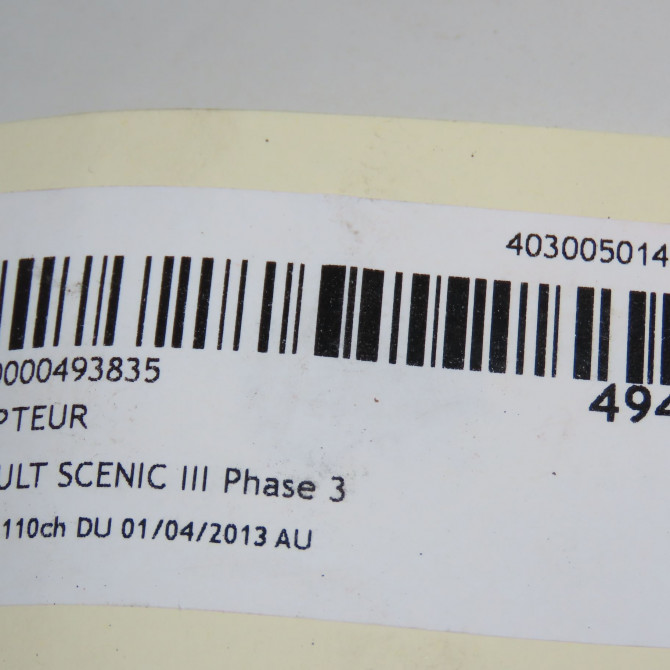 403005014
0000493835
494
PTEUR
ULT SCENIC III Phase 3
110ch DU 01/04/2013 AU